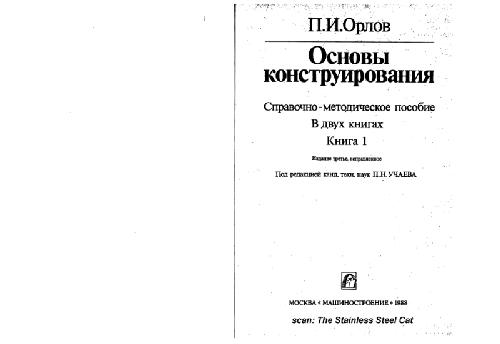 П.И.Орлов
Основы
конструирования
Справочно-методическое пособие
В двух книгах
Книга 1
Издание третье, исправленное
Под редакцией канд. техн. наук П.Н. УЧАЕВА
МОСКВА «МАШИНОСТРОЕНИЕ» 1988
scan: The Stainless Steel Cat